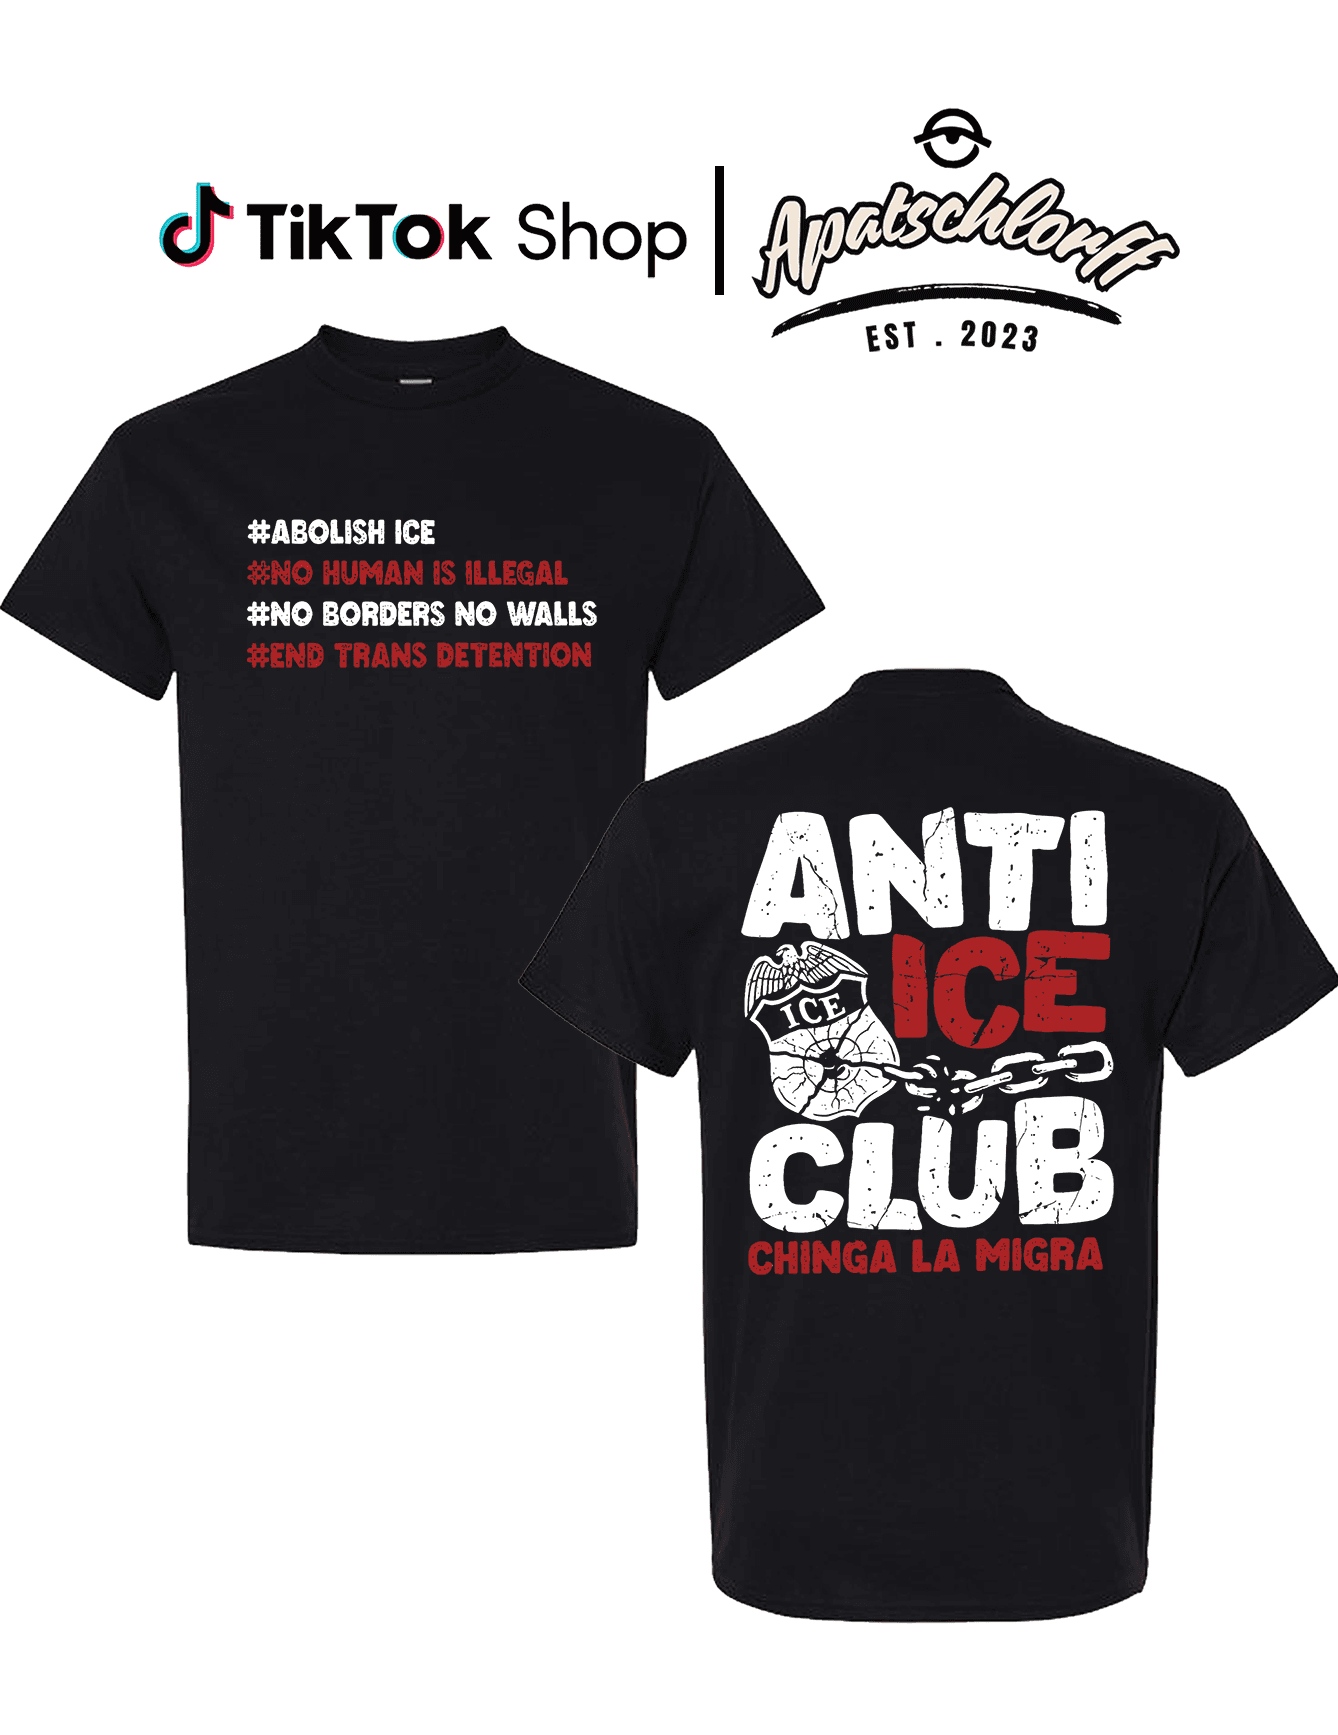 TikTok Shop
Apatschlorff
EST . 2023
#ABOLISH ICE
#NO HUMAN IS ILLEGAL
#NO BORDERS NO WALLS
#END TRANS DETENTION
ANTI
ICE
ICE
CLUB
CHINGA LA MIGRA